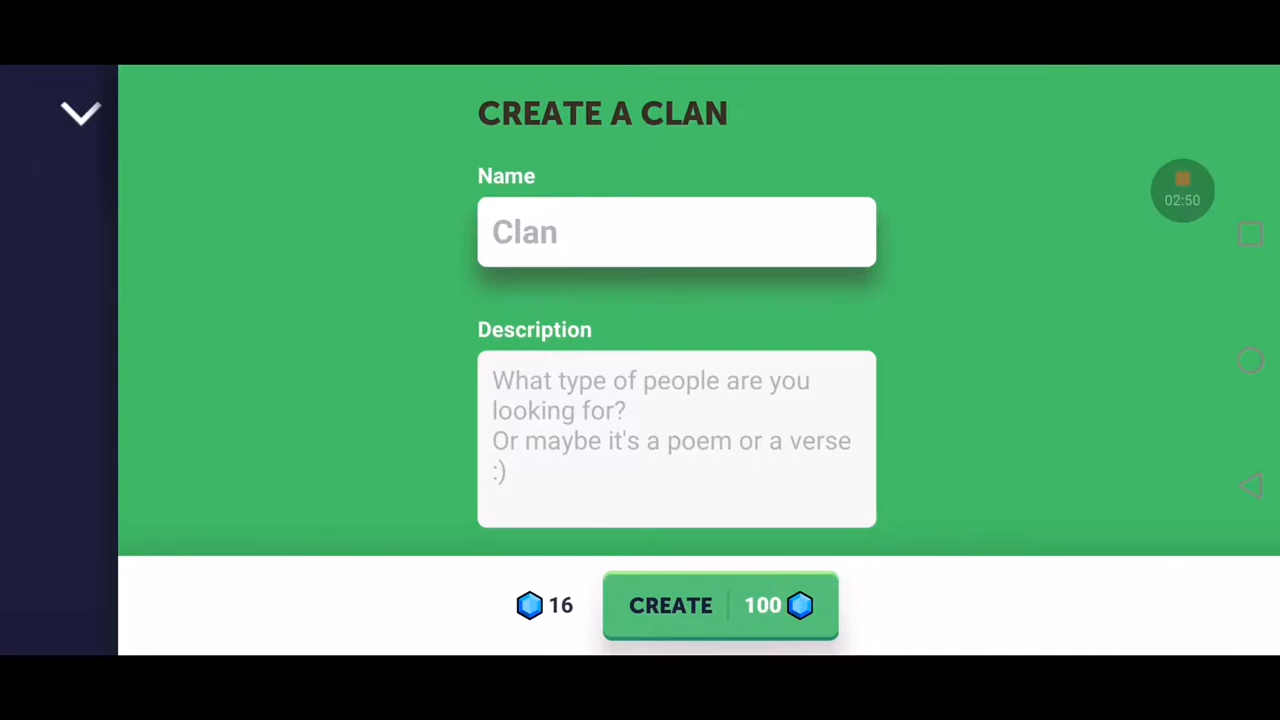 CREATE A CLAN
Name
Clan
02:50
Description
What type of people are you
looking for?
Or maybe it's a poem or a verse
:)
16
CREATE
100